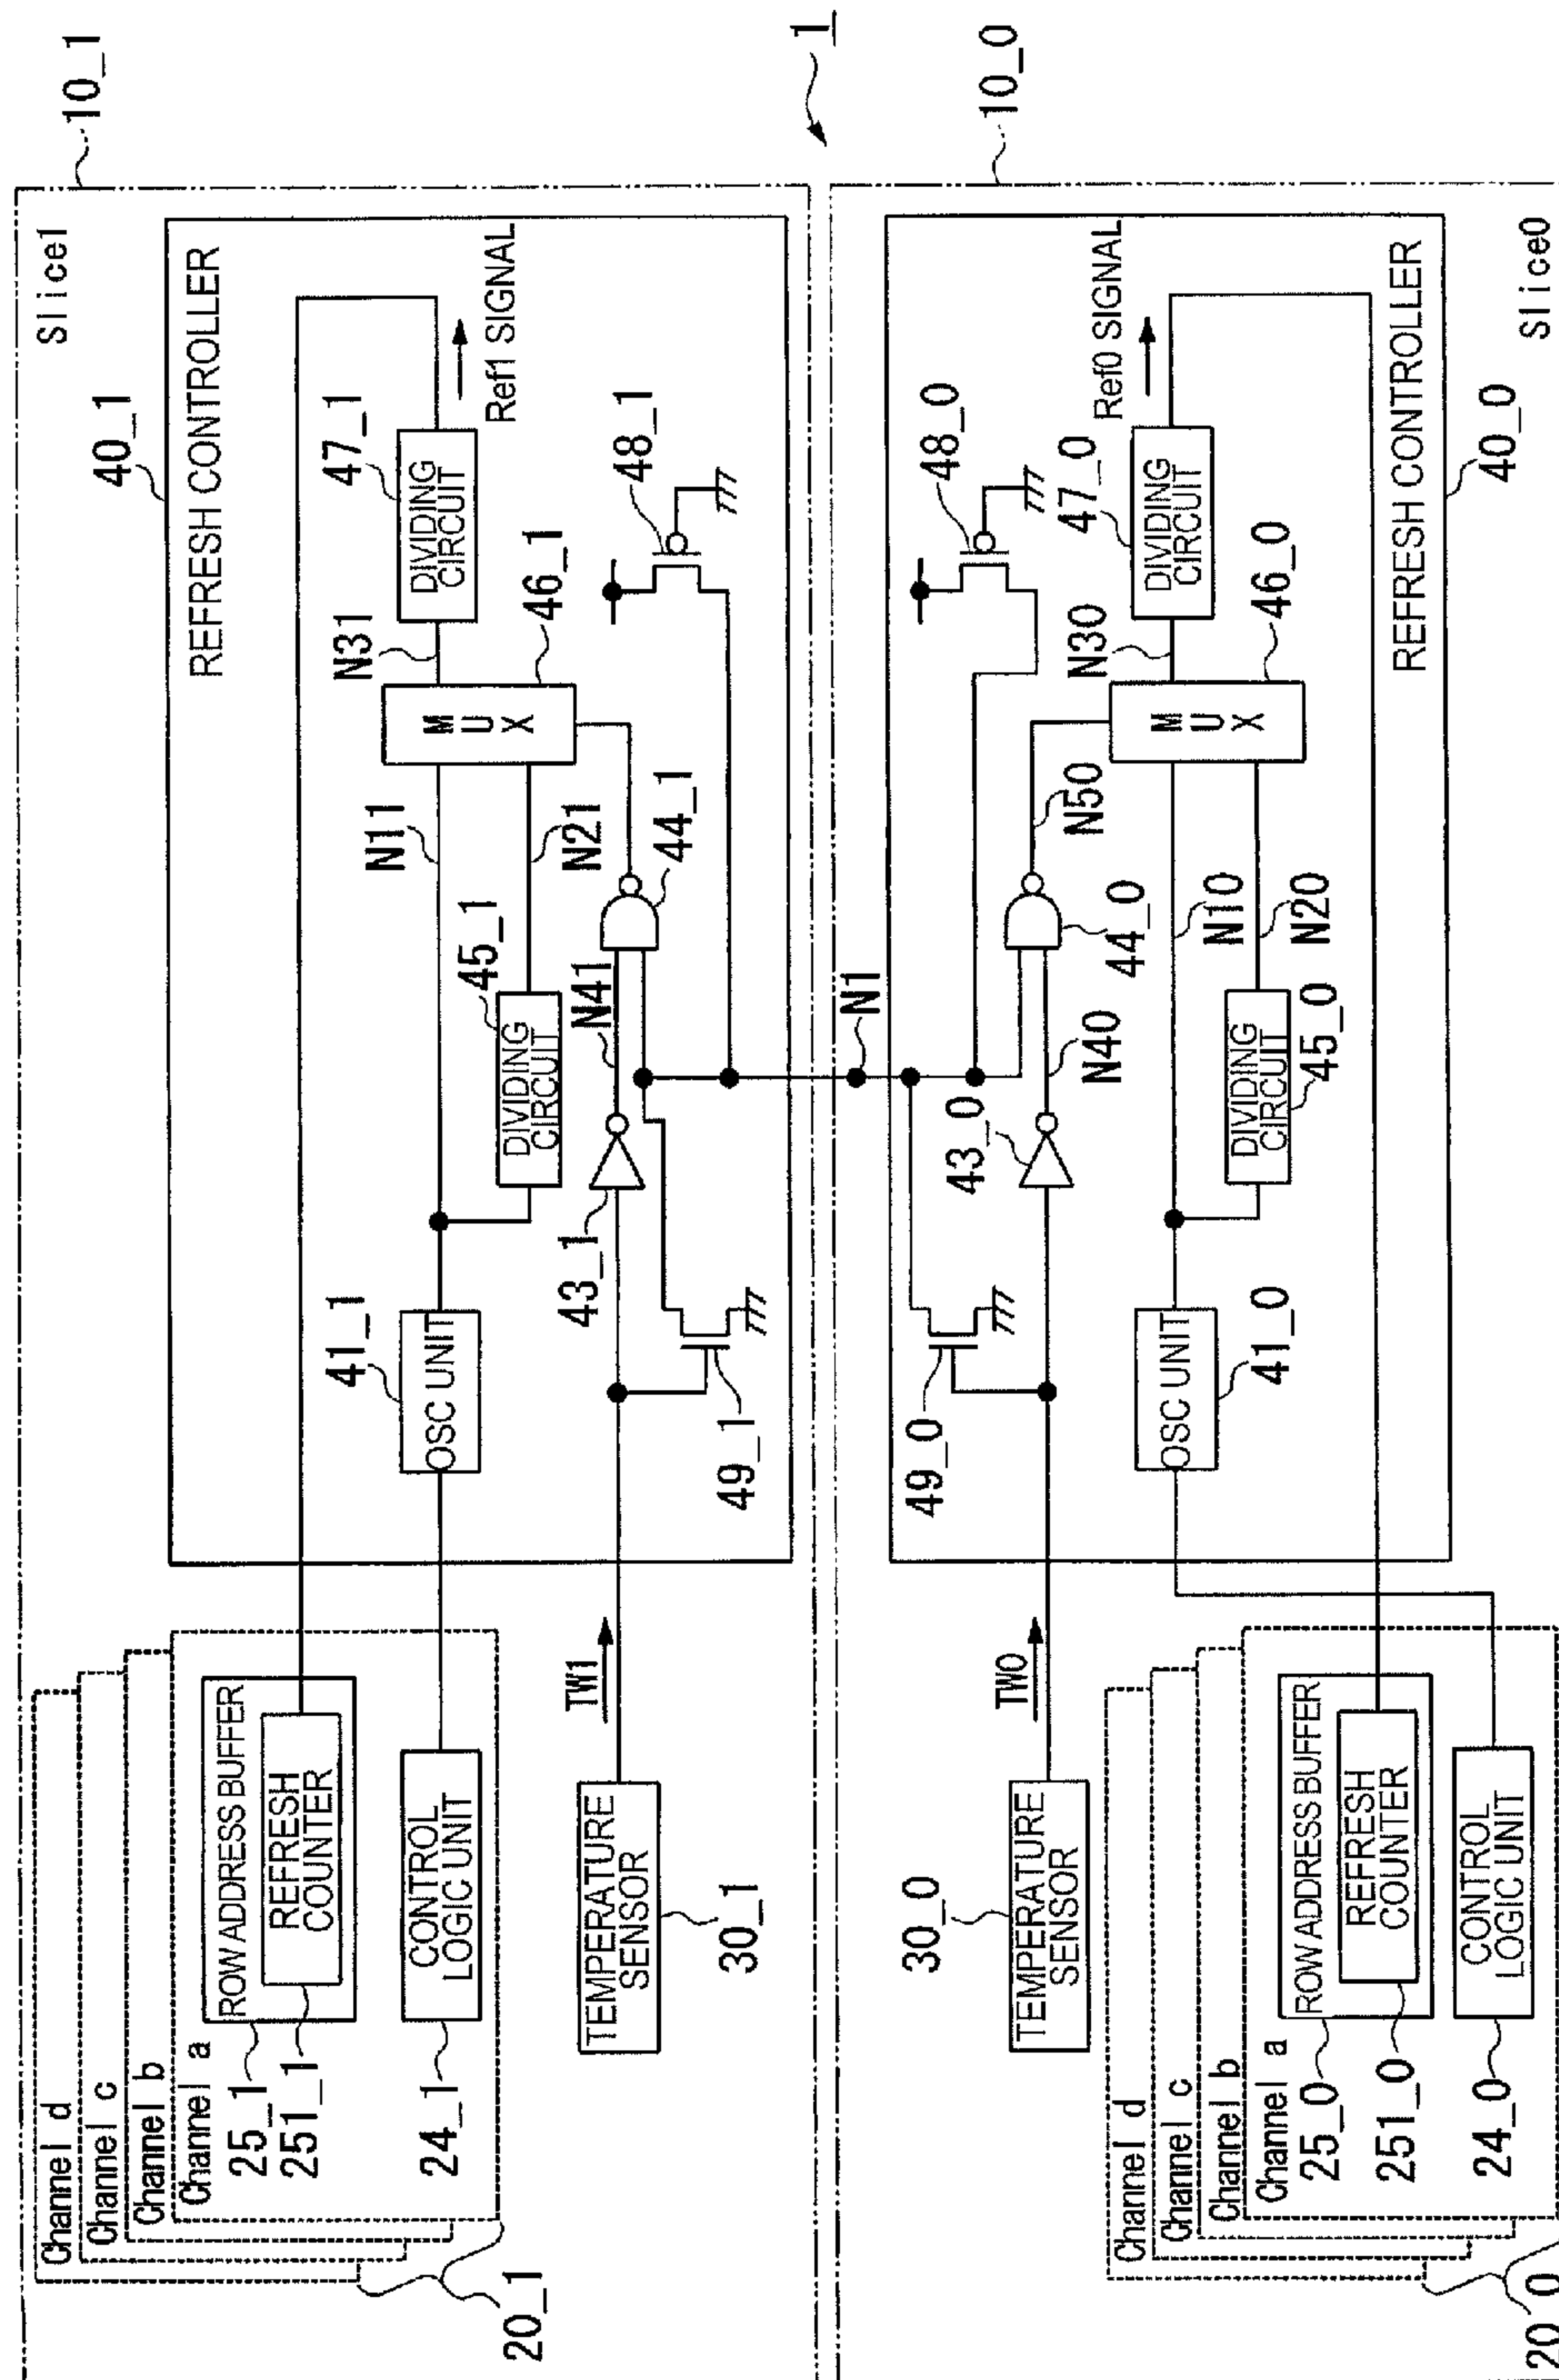 Slice1
10_1
40_1
REFRESH CONTROLLER
Channel d
Channel c
Channel b
Channel a
25_1
251_1
ROW ADDRESS BUFFER
REFRESH
COUNTER
24_1
CONTROL
LOGIC UNIT
20_1
41_1
OSC UNIT
N11
45_1
DIVIDING
CIRCUIT
N21
MUX
46_1
N31
47_1
DIVIDING
CIRCUIT
Ref1 SIGNAL
TEMPERATURE
SENSOR
30_1
TW1
43_1
N41
44_1
49_1
48_1
N1
1
10_0
30_0
TEMPERATURE
SENSOR
TW0
49_0
43_0
N40
44_0
N50
48_0
Ref0 SIGNAL
Channel d
Channel c
Channel b
Channel a
25_0
251_0
ROW ADDRESS BUFFER
REFRESH
COUNTER
24_0
CONTROL
LOGIC UNIT
20_0
OSC UNIT
41_0
N10
DIVIDING
CIRCUIT
45_0
N20
MUX
46_0
N30
47_0
DIVIDING
CIRCUIT
REFRESH CONTROLLER
40_0
Slice0